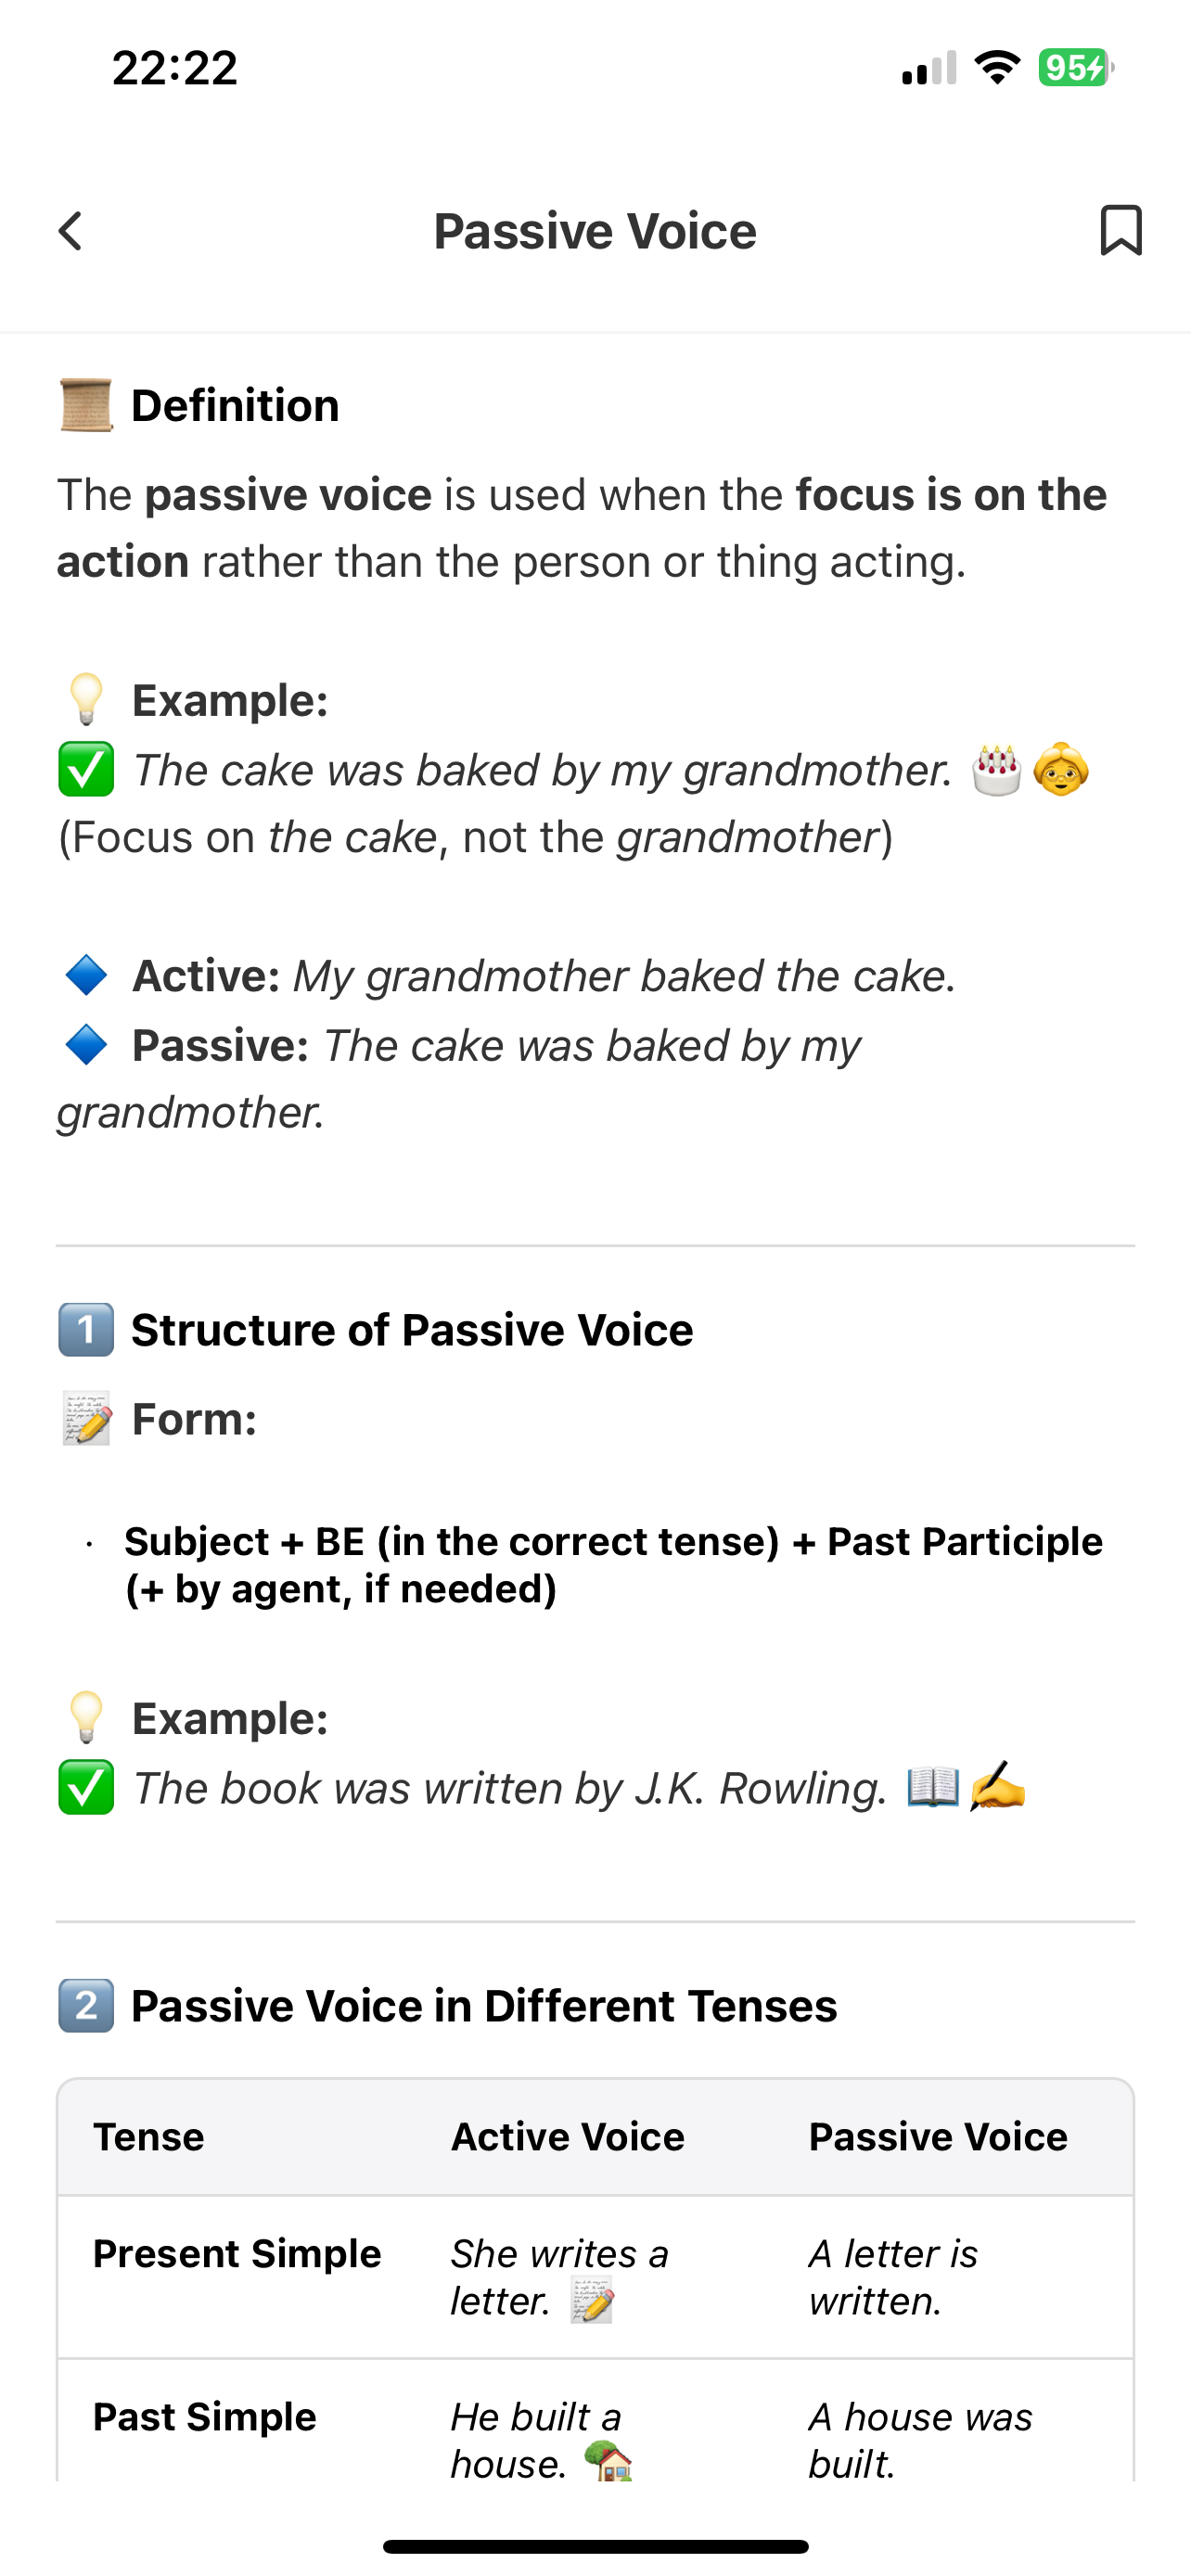 22:22
95
Passive Voice
Definition
The passive voice is used when the focus is on the
action rather than the person or thing acting.
Example:
The cake was baked by my grandmother.
(Focus on the cake, not the grandmother)
Active: My grandmother baked the cake.
Passive: The cake was baked by my
grandmother.
1 Structure of Passive Voice
Form:
· Subject + BE (in the correct tense) + Past Participle
(+ by agent, if needed)
Example:
The book was written by J.K. Rowling.
2 Passive Voice in Different Tenses
Tense Active Voice Passive Voice
Present Simple She writes a A letter is
letter. written.
Past Simple He built a A house was
house. built.